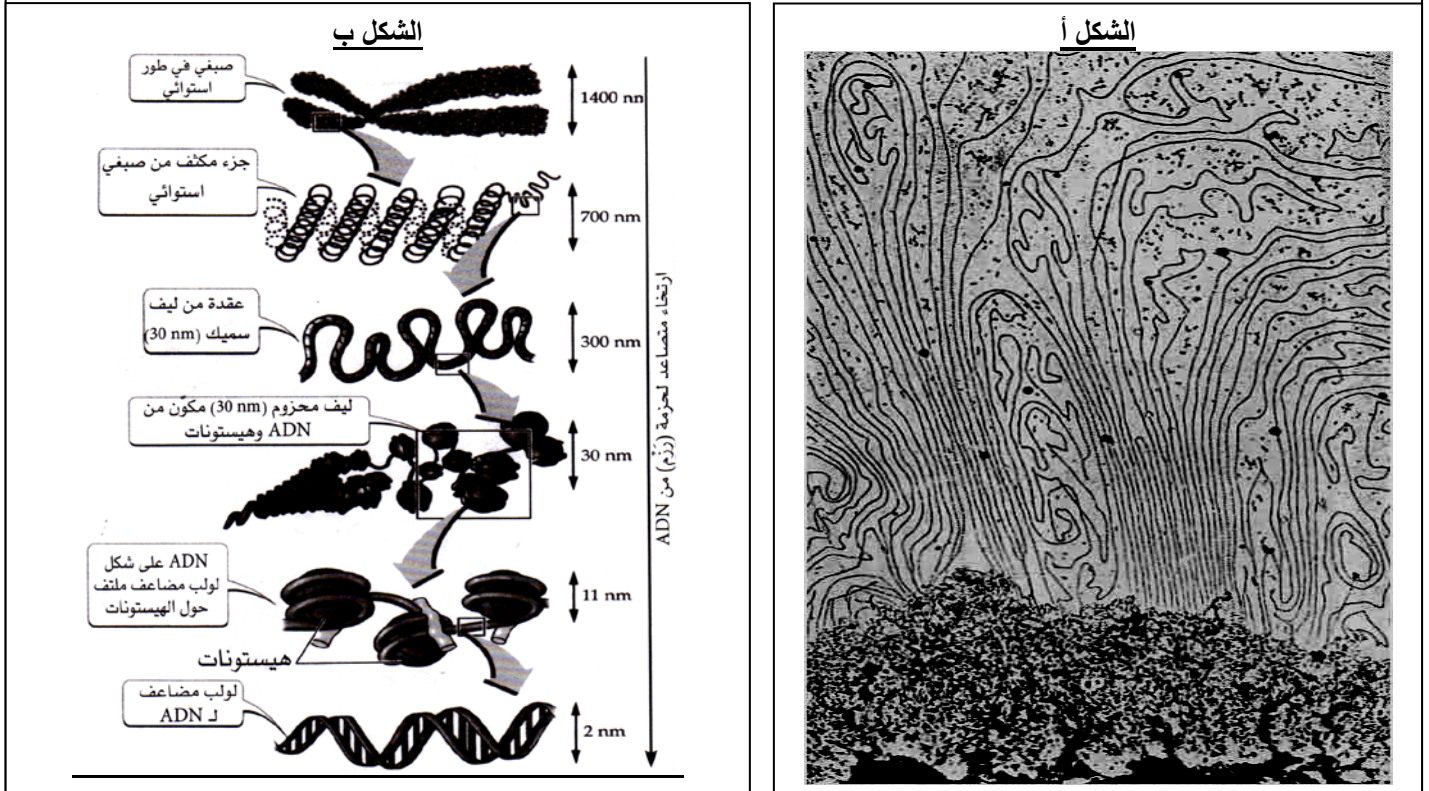 الشكل أ
الشكل ب
صبغي في طور
استوائي
1400 nn
جزء مكثف من صبغي
استوائي
700 nm
عقدة من ليف
سميك (30 nm)
300 nm
ليف محزوم (30 nm) مكوّن من
ADN وهيستونات
30 nm
ADN على شكل
لولب مضاعف ملتف
حول الهيستونات
11 nm
هيستونات
لولب مضاعف
لـ ADN
2 nm
ارتخاء متصاعد لحزمة (رَزْم) من ADN